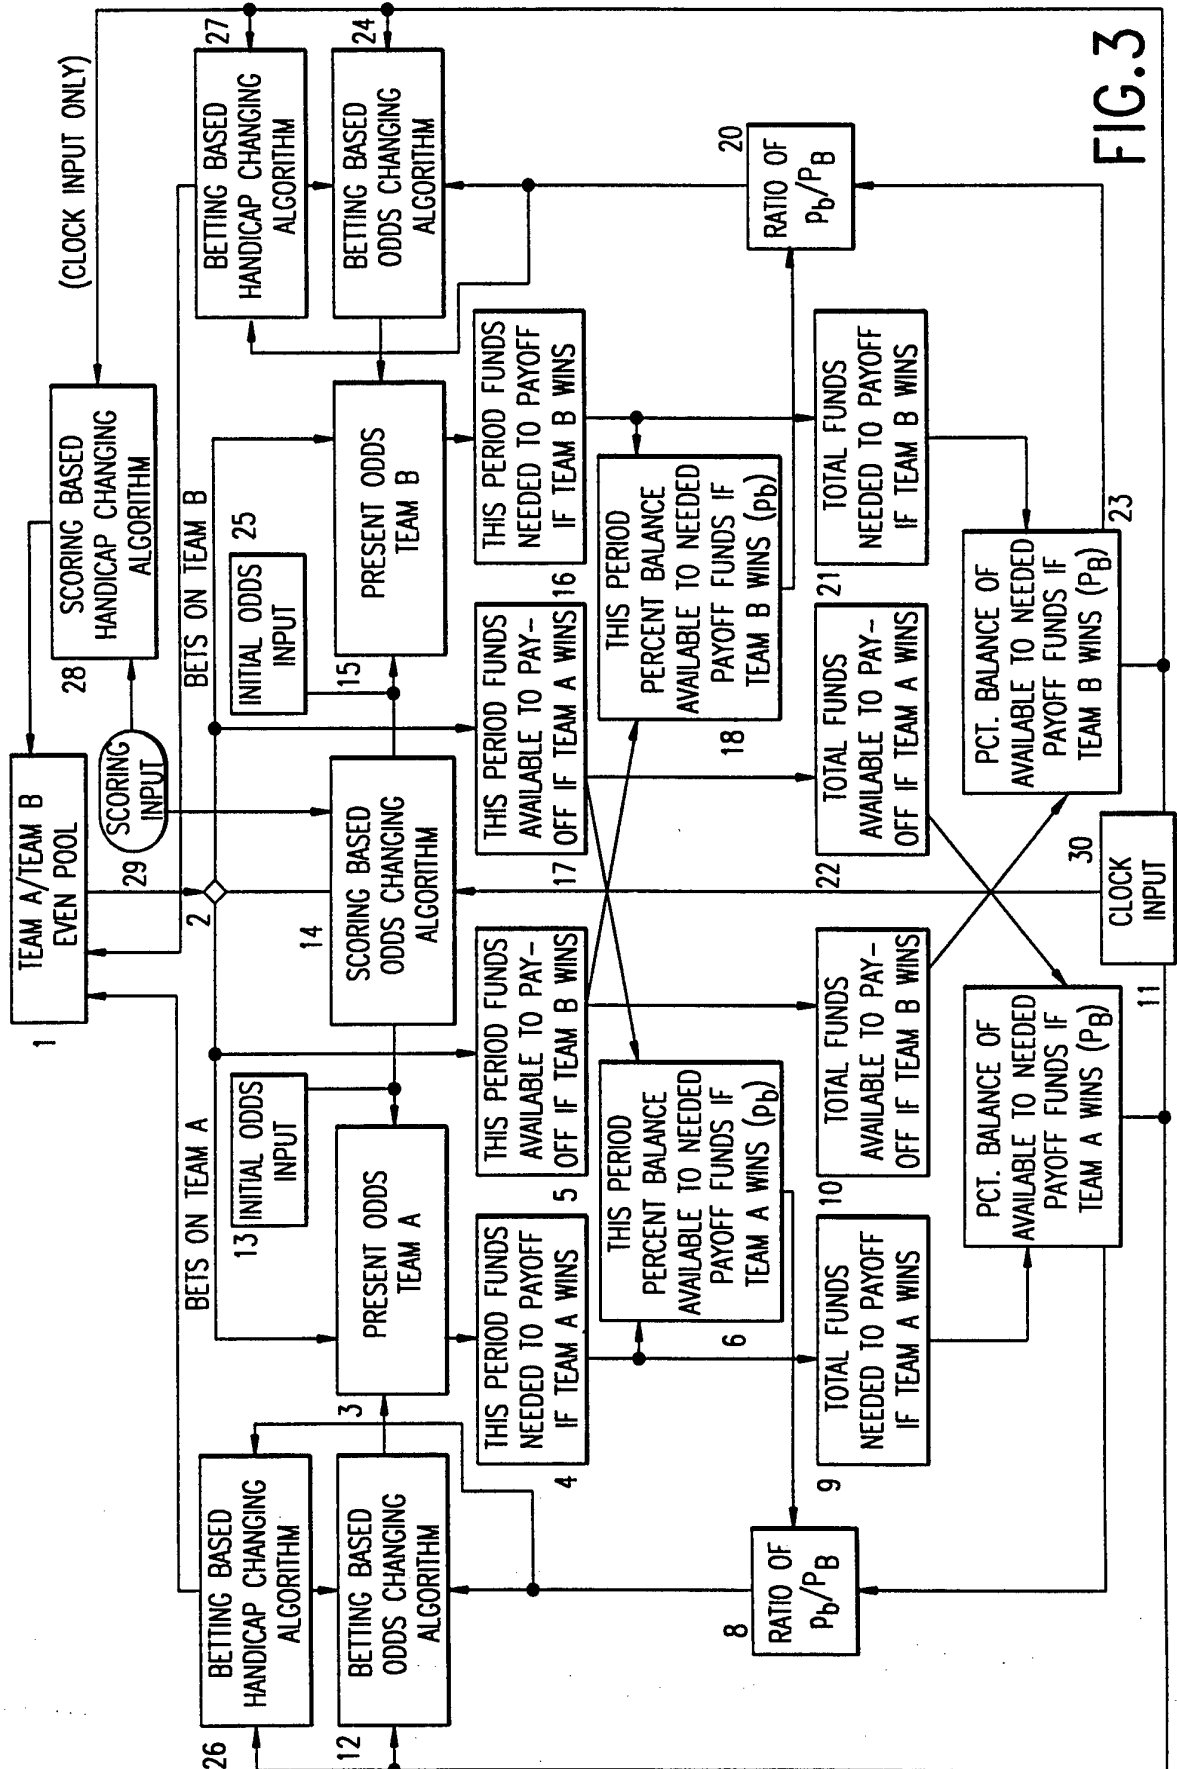 1
TEAM A/TEAM B
EVEN POOL
28
SCORING BASED
HANDICAP CHANGING
ALGORITHM
(CLOCK INPUT ONLY)
29
SCORING
INPUT
2
BETS ON TEAM A
BETS ON TEAM B
26
BETTING BASED
HANDICAP CHANGING
ALGORITHM
27
BETTING BASED
HANDICAP CHANGING
ALGORITHM
13
INITIAL ODDS
INPUT
25
INITIAL ODDS
INPUT
12
BETTING BASED
ODDS CHANGING
ALGORITHM
3
PRESENT ODDS
TEAM A
14
SCORING BASED
ODDS CHANGING
ALGORITHM
15
PRESENT ODDS
TEAM B
24
BETTING BASED
ODDS CHANGING
ALGORITHM
4
THIS PERIOD FUNDS
NEEDED TO PAYOFF
IF TEAM A WINS
5
THIS PERIOD FUNDS
AVAILABLE TO PAY-
OFF IF TEAM B WINS
17
THIS PERIOD FUNDS
AVAILABLE TO PAY-
OFF IF TEAM A WINS
16
THIS PERIOD FUNDS
NEEDED TO PAYOFF
IF TEAM B WINS
6
THIS PERIOD
PERCENT BALANCE
AVAILABLE TO NEEDED
PAYOFF FUNDS IF
TEAM A WINS (pb)
18
THIS PERIOD
PERCENT BALANCE
AVAILABLE TO NEEDED
PAYOFF FUNDS IF
TEAM B WINS (pb)
8
RATIO OF
pb/PB
20
RATIO OF
pb/PB
9
TOTAL FUNDS
NEEDED TO PAYOFF
IF TEAM A WINS
10
TOTAL FUNDS
AVAILABLE TO PAY-
OFF IF TEAM B WINS
22
TOTAL FUNDS
AVAILABLE TO PAY-
OFF IF TEAM A WINS
21
TOTAL FUNDS
NEEDED TO PAYOFF
IF TEAM B WINS
11
PCT. BALANCE OF
AVAILABLE TO NEEDED
PAYOFF FUNDS IF
TEAM A WINS (PB)
23
PCT. BALANCE OF
AVAILABLE TO NEEDED
PAYOFF FUNDS IF
TEAM B WINS (PB)
30
CLOCK
INPUT
FIG.3